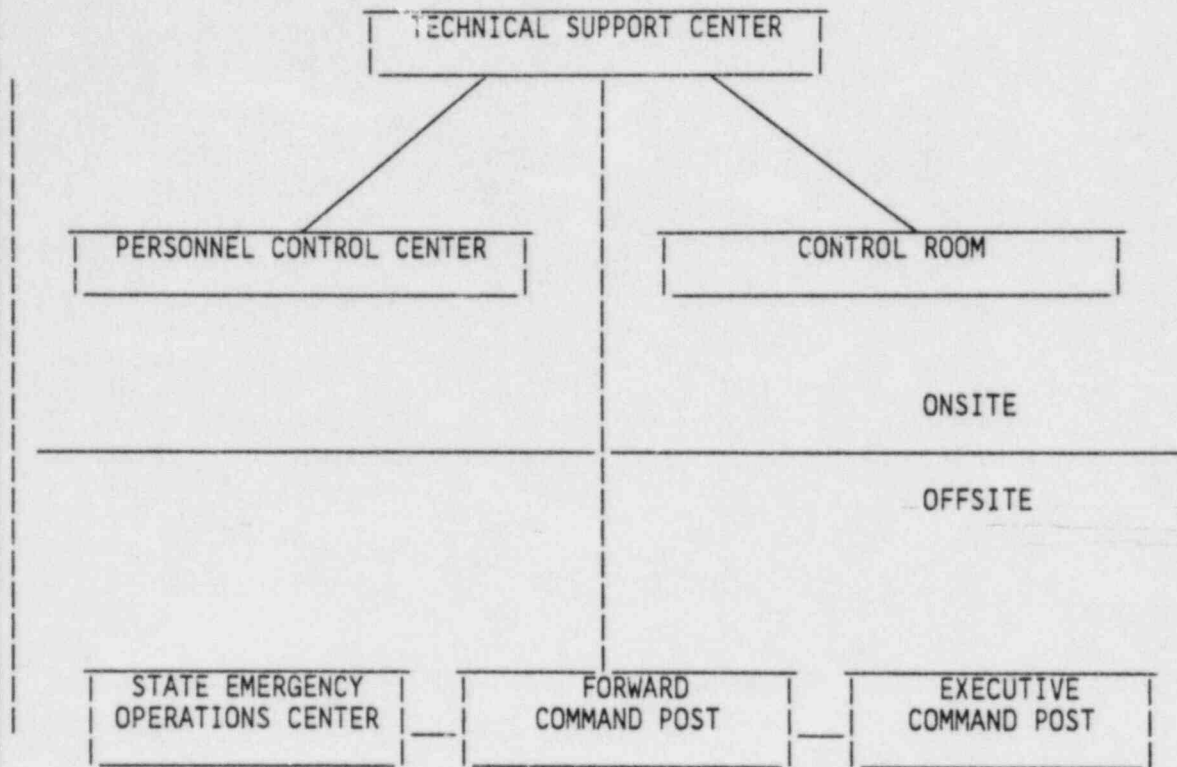 TECHNICAL SUPPORT CENTER
PERSONNEL CONTROL CENTER
CONTROL ROOM
ONSITE
OFFSITE
STATE EMERGENCY
OPERATIONS CENTER
FORWARD
COMMAND POST
EXECUTIVE
COMMAND POST